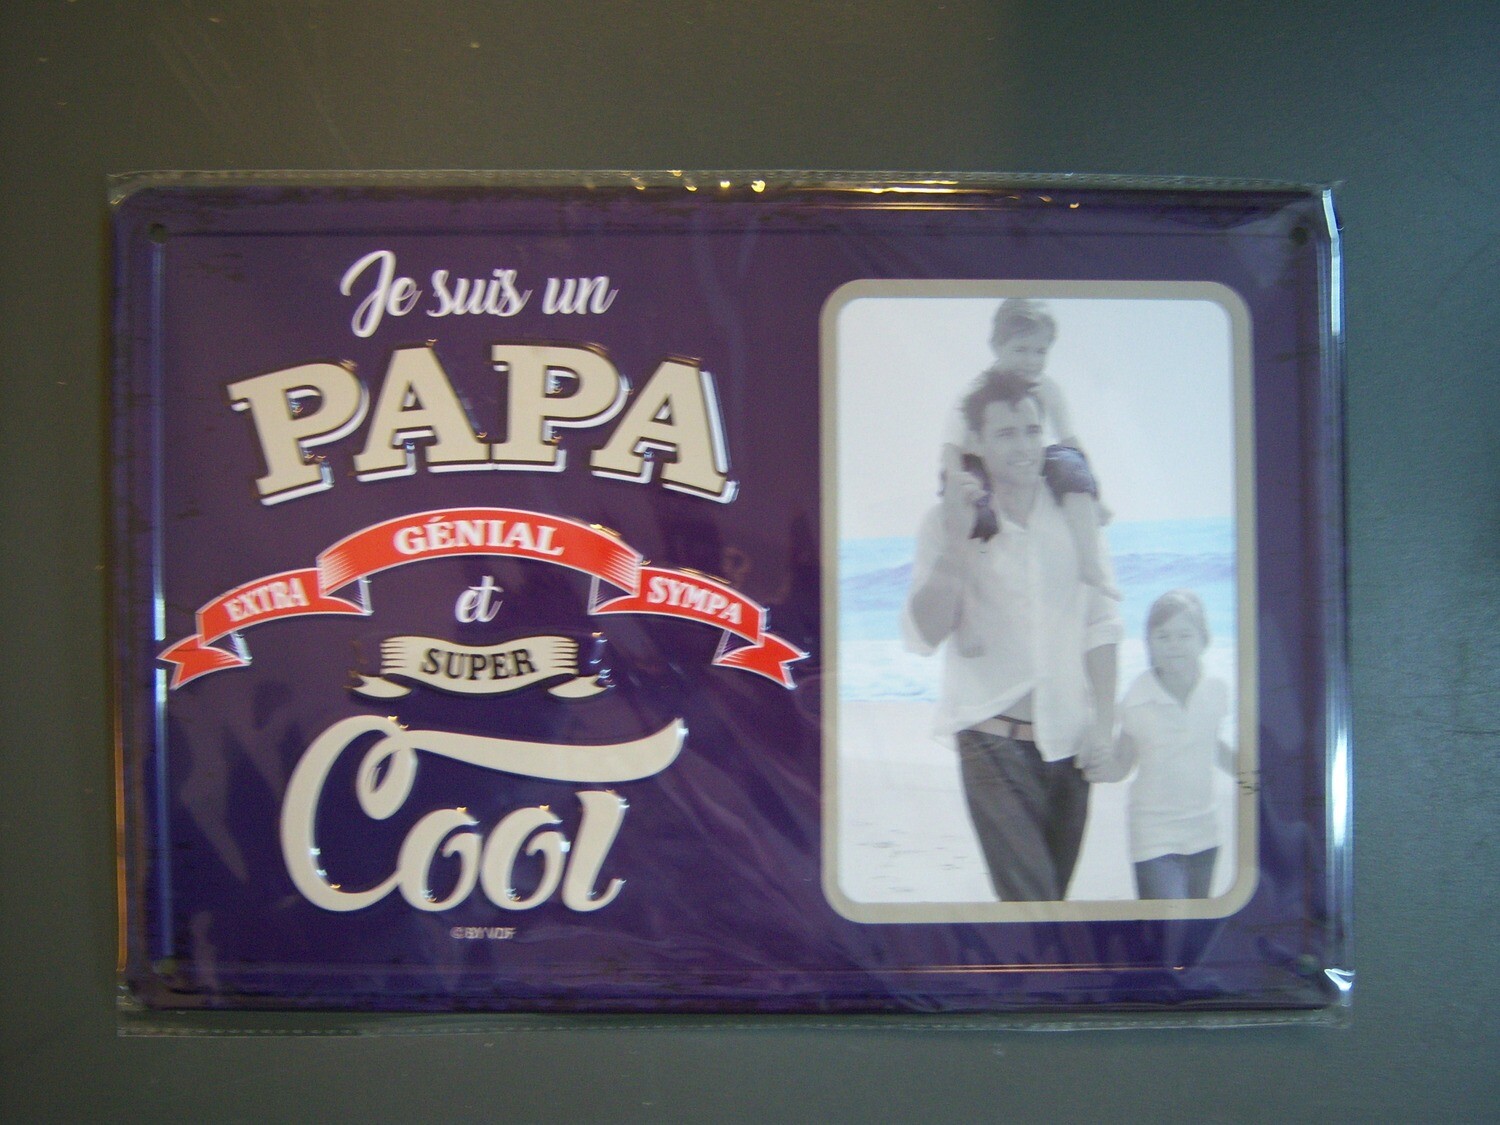 Je suis un
PAPA
EXTRA GÉNIAL SYMPA
et
SUPER
Cool